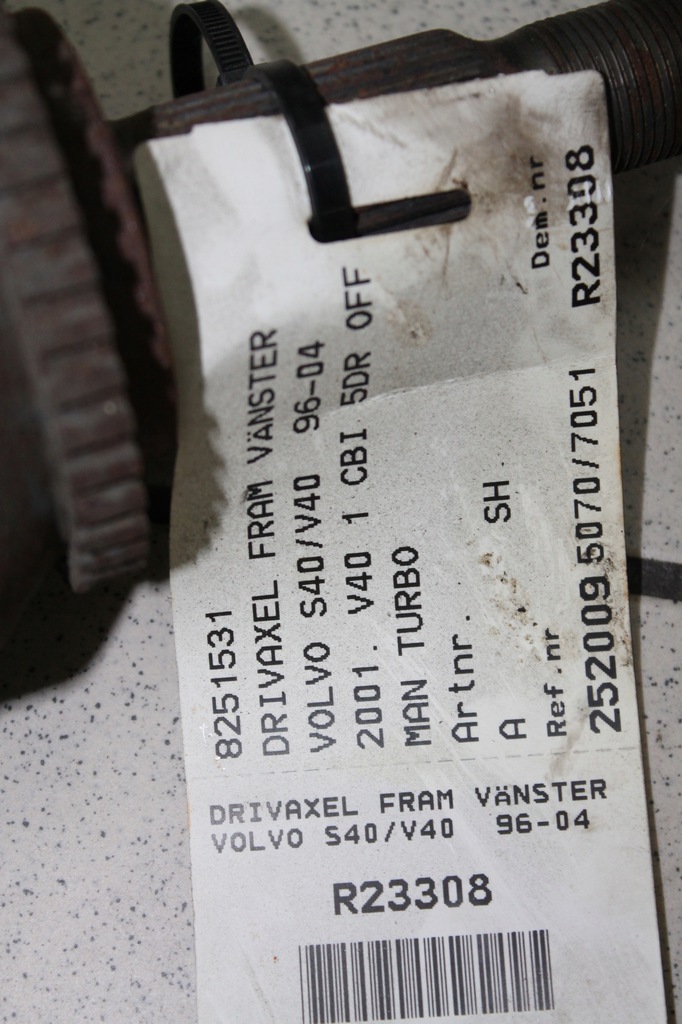 8251531
DRIVAXEL FRAM VÄNSTER
VOLVO S40/V40 96-04
2001. V40 1 CBI 5DR OFF
MAN TURBO
Artnr.
A SH
Ref.nr Dem.nr
252009 5070/7051 R23308
DRIVAXEL FRAM VÄNSTER
VOLVO S40/V40 96-04
R23308